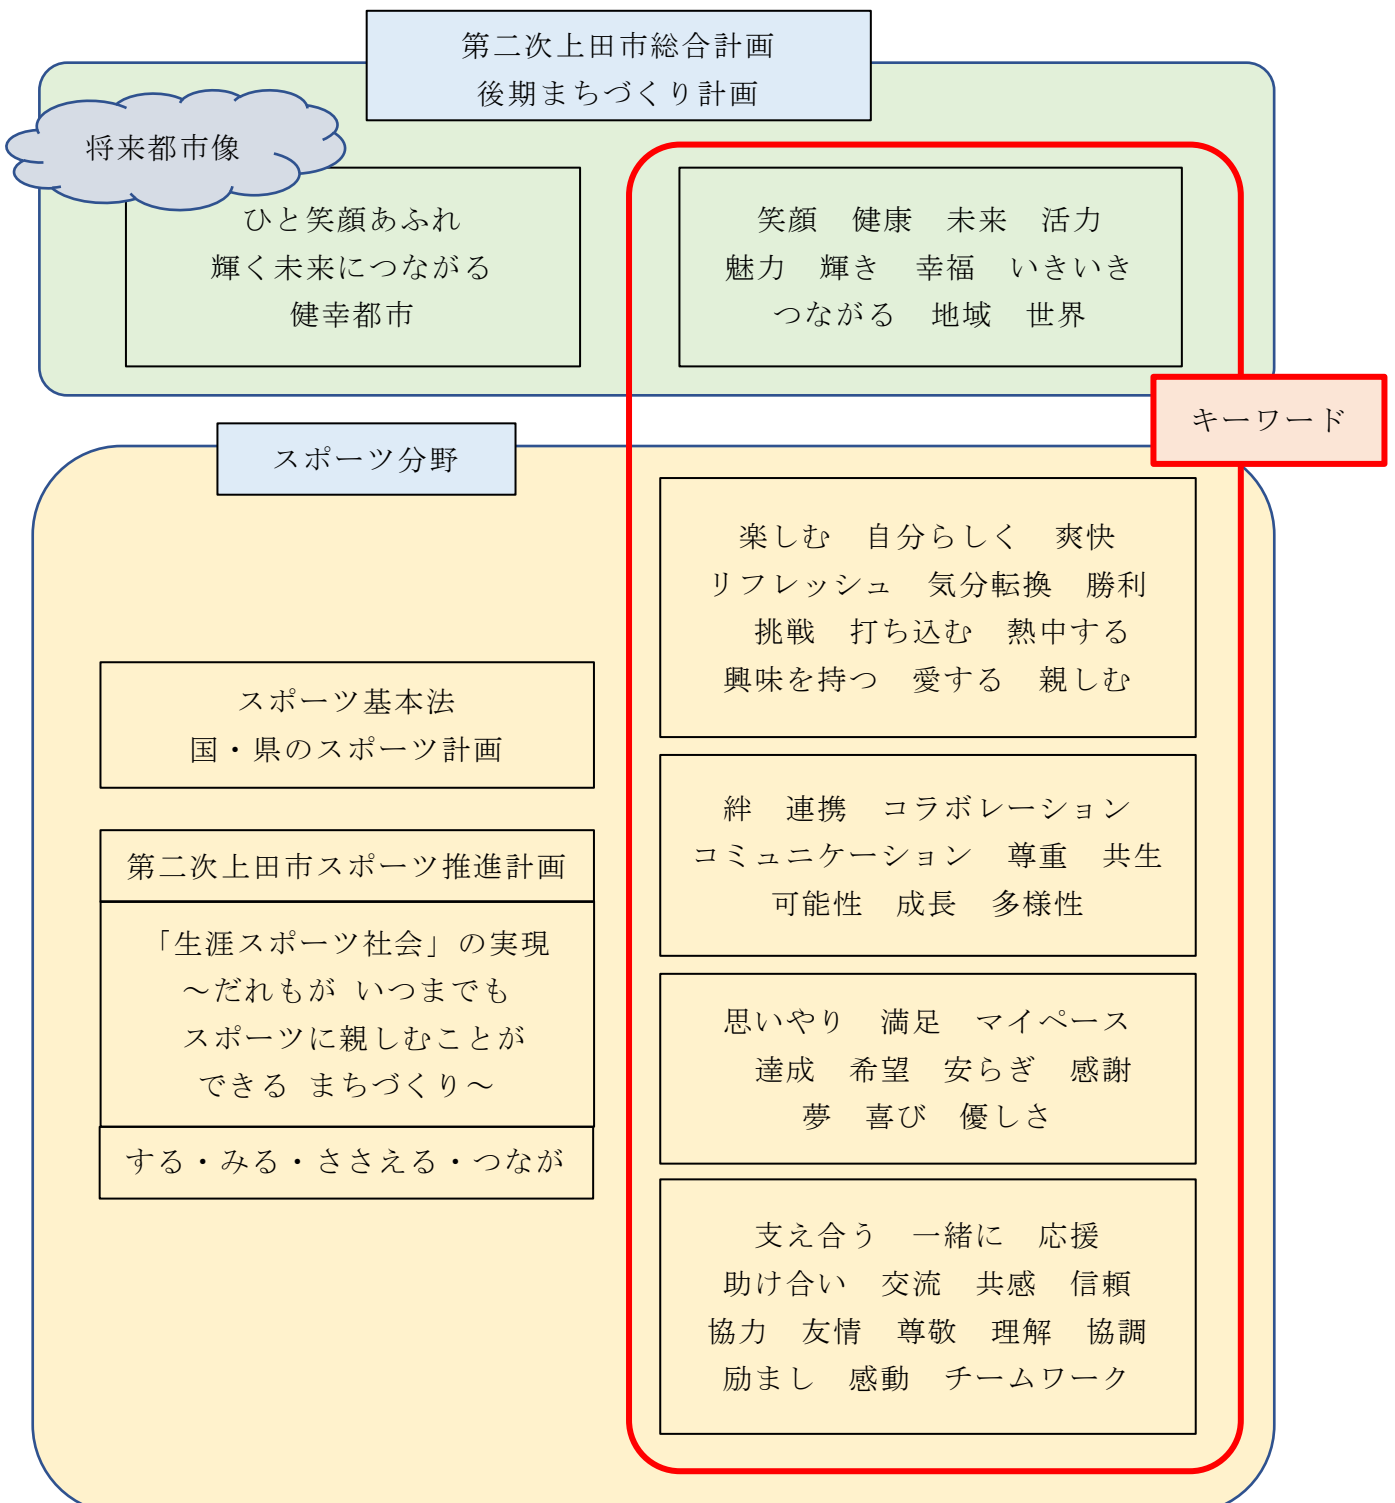 第二次上田市総合計画
後期まちづくり計画
将来都市像
ひと笑顔あふれ
輝く未来につながる
健幸都市
笑顔　健康　未来　活力
魅力　輝き　幸福　いきいき
つながる　地域　世界
キーワード
スポーツ分野
スポーツ基本法
国・県のスポーツ計画
第二次上田市スポーツ推進計画
「生涯スポーツ社会」の実現
～だれもが いつまでも
スポーツに親しむことが
できる まちづくり～
する・みる・ささえる・つなが
楽しむ　自分らしく　爽快
リフレッシュ　気分転換　勝利
挑戦　打ち込む　熱中する
興味を持つ　愛する　親しむ
絆　連携　コラボレーション
コミュニケーション　尊重　共生
可能性　成長　多様性
思いやり　満足　マイペース
達成　希望　安らぎ　感謝
夢　喜び　優しさ
支え合う　一緒に　応援
助け合い　交流　共感　信頼
協力　友情　尊敬　理解　協調
励まし　感動　チームワーク